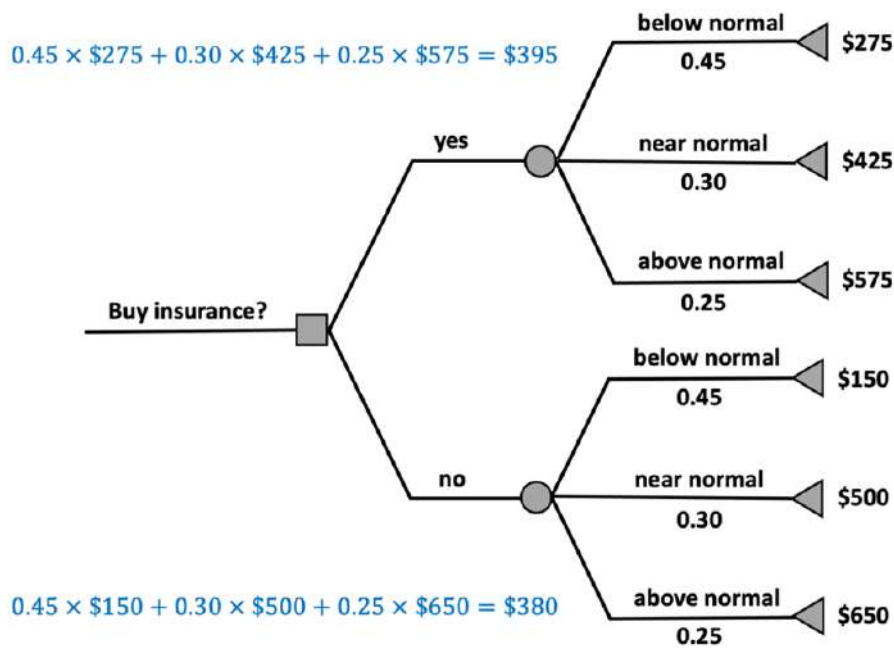 below normal
$275
0.45 × $275 + 0.30 × $425 + 0.25 × $575 = $395
0.45
yes
near normal
$425
0.30
above normal
$575
0.25
Buy insurance?
below normal
$150
0.45
no
near normal
$500
0.30
0.45 × $150 + 0.30 × $500 + 0.25 × $650 = $380
above normal
$650
0.25